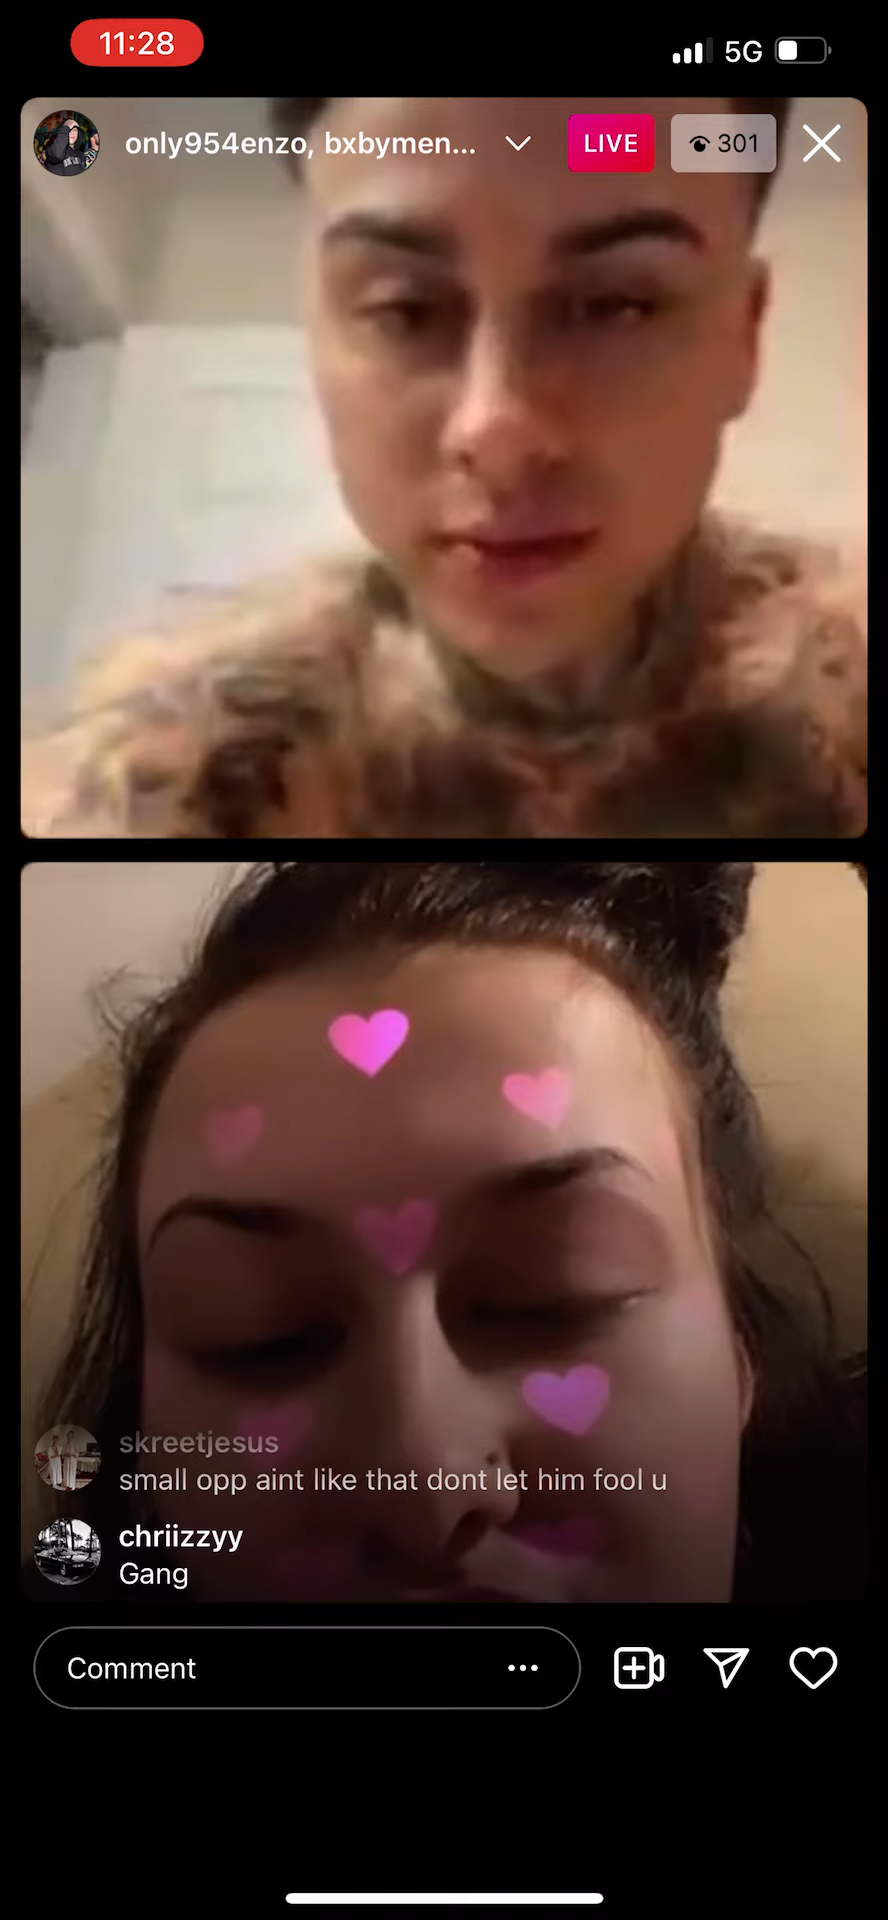 11:28
5G
only954enzo, bxbymen...
LIVE
301
skreetjesus
small opp aint like that dont let him fool u
chriizzyy
Gang
Comment